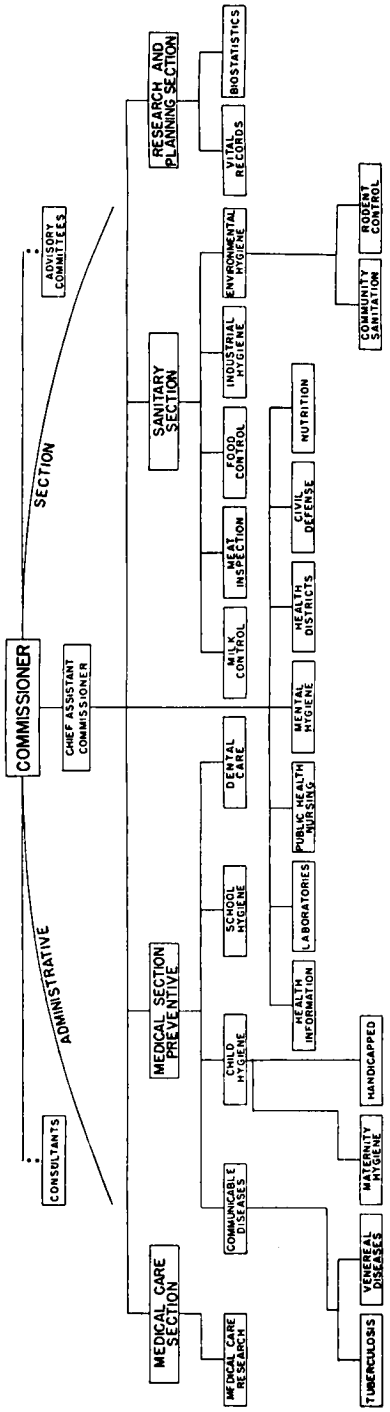 COMMISSIONER
CHIEF ASSISTANT
COMMISSIONER
CONSULTANTS
ADVISORY
COMMITTEES
ADMINISTRATIVE
SECTION
MEDICAL CARE
SECTION
MEDICAL SECTION
PREVENTIVE
SANITARY
SECTION
RESEARCH AND
PLANNING SECTION
MEDICAL CARE
RESEARCH
COMMUNICABLE
DISEASES
CHILD
HYGIENE
SCHOOL
HYGIENE
DENTAL
CARE
MILK
CONTROL
MEAT
INSPECTION
FOOD
CONTROL
INDUSTRIAL
HYGIENE
ENVIRONMENTAL
HYGIENE
VITAL
RECORDS
BIOSTATISTICS
HEALTH
INFORMATION
LABORATORIES
PUBLIC HEALTH
NURSING
MENTAL
HYGIENE
HEALTH
DISTRICTS
CIVIL
DEFENSE
NUTRITION
TUBERCULOSIS
VENEREAL
DISEASES
MATERNITY
HYGIENE
HANDICAPPED
COMMUNITY
SANITATION
RODENT
CONTROL